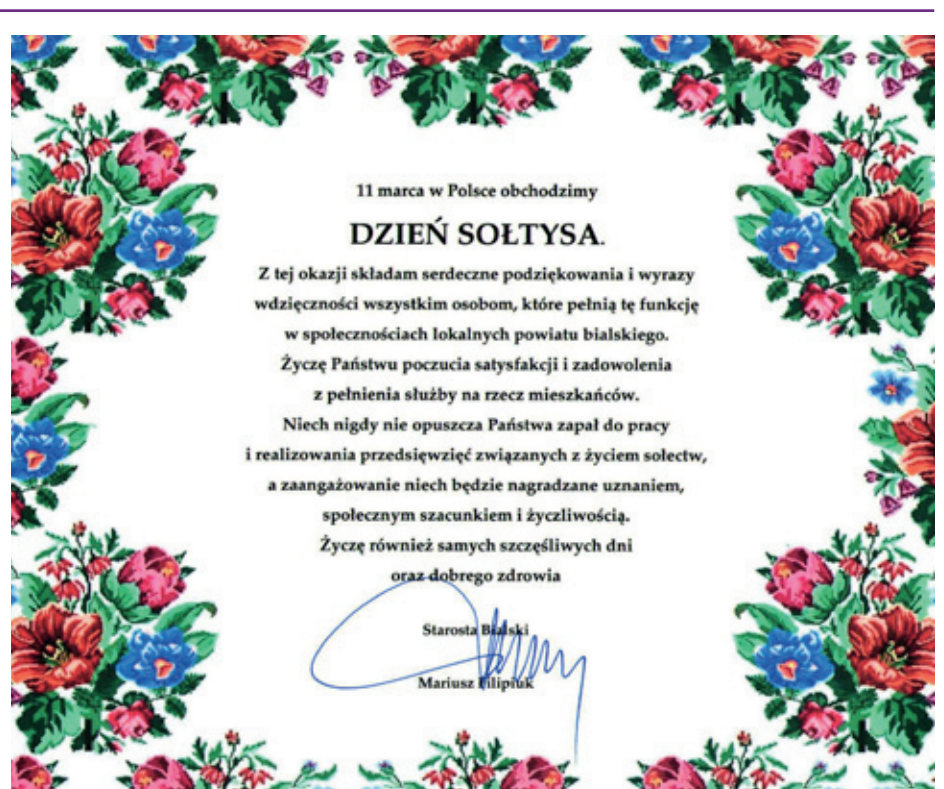 11 marca w Polsce obchodzimy
DZIEŃ SOŁTYSA.
Z tej okazji składam serdeczne podziękowania i wyrazy
wdzięczności wszystkim osobom, które pełnią tę funkcję
w społecznościach lokalnych powiatu bialskiego.
Życzę Państwu poczucia satysfakcji i zadowolenia
z pełnienia służby na rzecz mieszkańców.
Niech nigdy nie opuszcza Państwa zapał do pracy
i realizowania przedsięwzięć związanych z życiem sołectw,
a zaangażowanie niech będzie nagradzane uznaniem,
społecznym szacunkiem i życzliwością.
Życzę również samych szczęśliwych dni
oraz dobrego zdrowia
Starosta Bialski
Mariusz Filipiuk